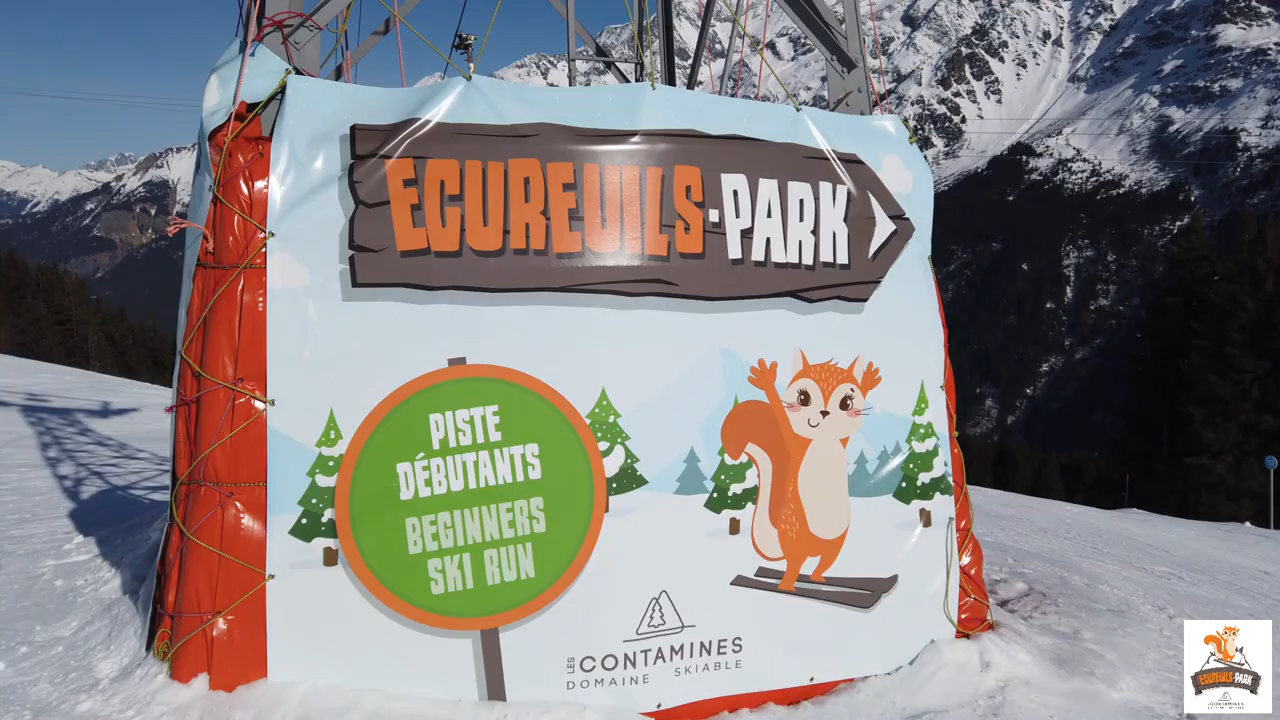 ECUREUILS-PARK
PISTE
DÉBUTANTS
BEGINNERS
SKI RUN
LES CONTAMINES
DOMAINE SKIABLE
ECUREUILS-PARK